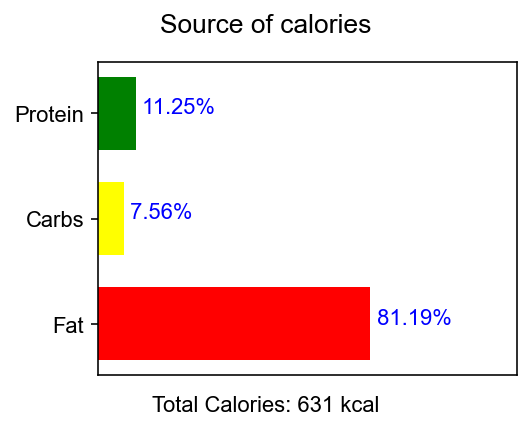 Source of calories
Protein
11.25%
Carbs
7.56%
Fat
81.19%
Total Calories: 631 kcal